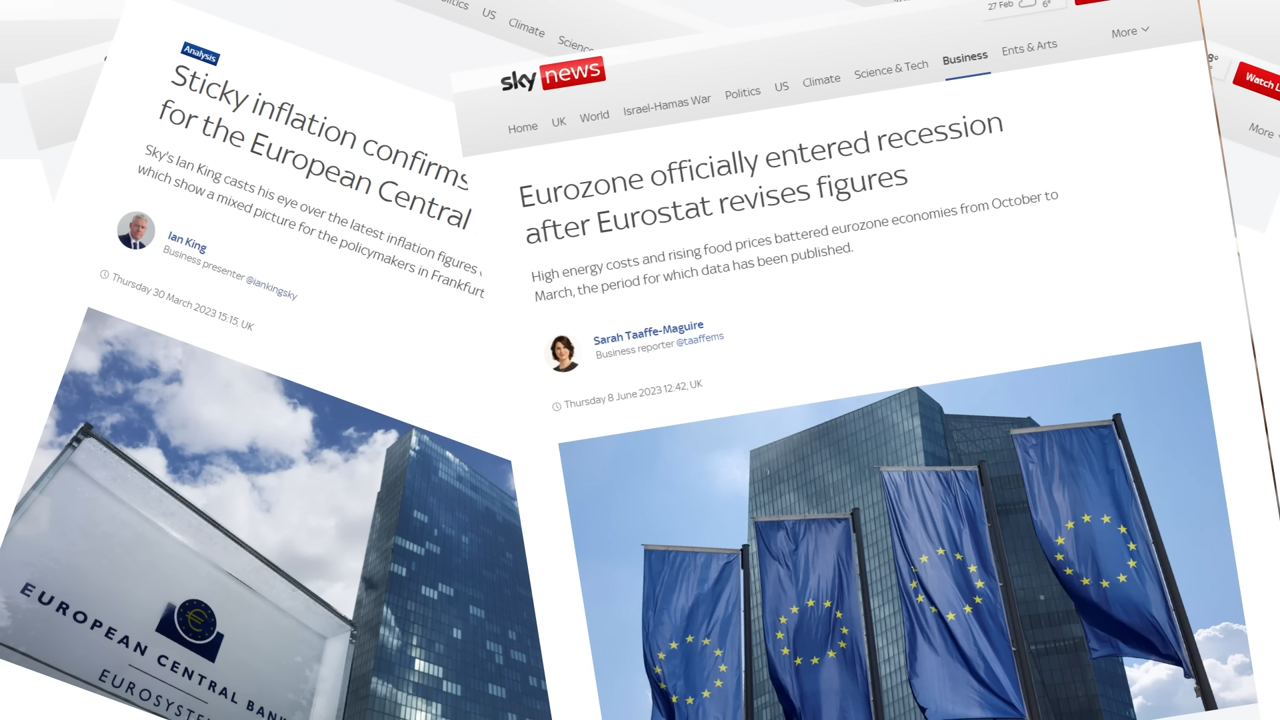 Analysis
Sticky inflation confirms
for the European Central
Sky's Ian King casts his eye over the latest inflation figures
which show a mixed picture for the policymakers in Frankfurt
Ian King
Business presenter @iankingsky
Thursday 30 March 2023 15:15, UK
EUROPEAN CENTRAL BANK
EUROSYSTE
US Climate
27 Feb 6°
sky news
Home UK World Israel-Hamas War Politics US Climate Science & Tech Business Ents & Arts More
Eurozone officially entered recession
after Eurostat revises figures
High energy costs and rising food prices battered eurozone economies from October to
March, the period for which data has been published.
Sarah Taaffe-Maguire
Business reporter @taaffems
Thursday 8 June 2023 12:42, UK
Watch L
More